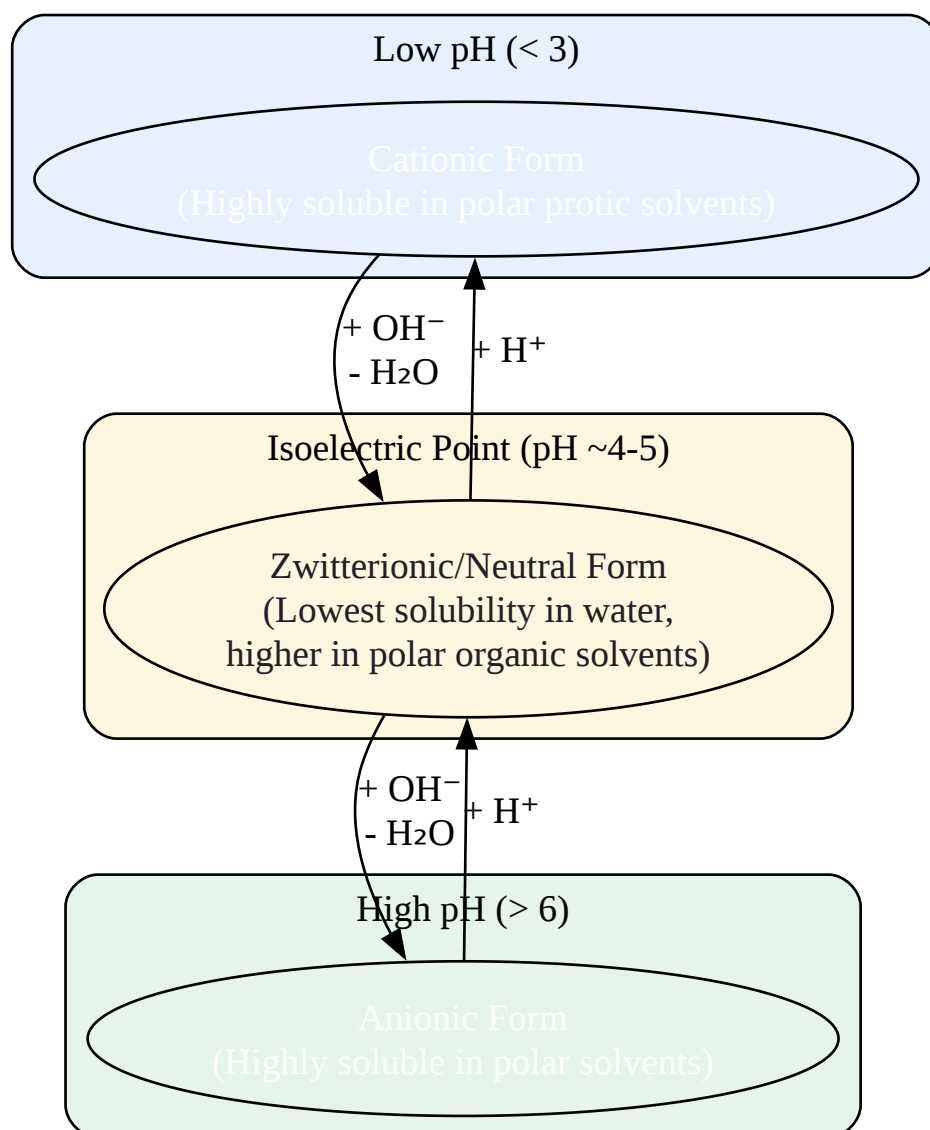 Low pH (< 3)
Cationic Form
(Highly soluble in polar protic solvents)
+ OH⁻
- H₂O
+ H⁺
Isoelectric Point (pH ~4-5)
Zwitterionic/Neutral Form
(Lowest solubility in water,
higher in polar organic solvents)
+ OH⁻
- H₂O
+ H⁺
High pH (> 6)
Anionic Form
(Highly soluble in polar solvents)